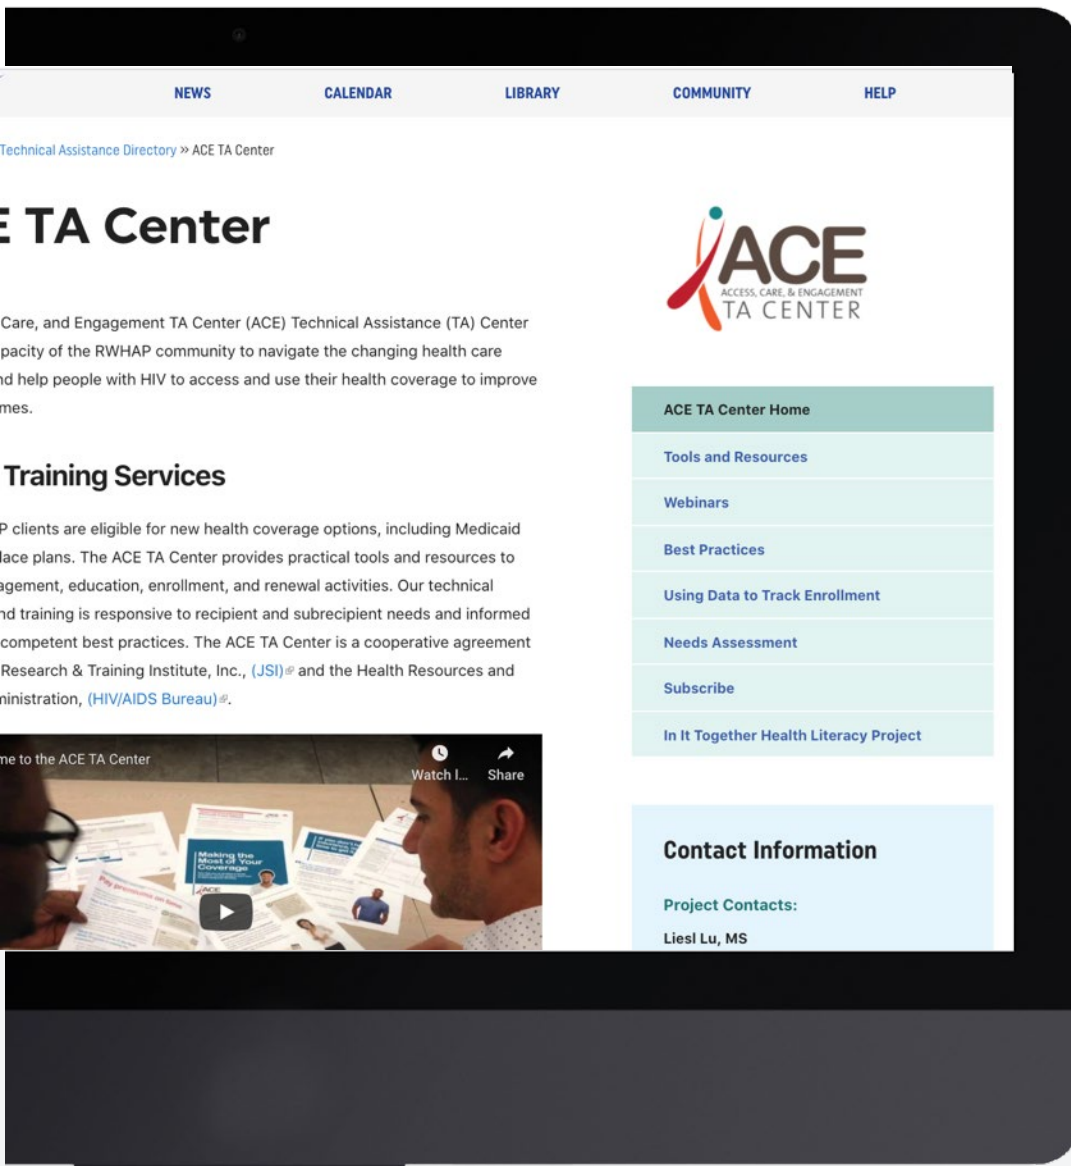 NEWS CALENDAR LIBRARY COMMUNITY HELP
Technical Assistance Directory » ACE TA Center
E TA Center
Care, and Engagement TA Center (ACE) Technical Assistance (TA) Center
pacity of the RWHAP community to navigate the changing health care
nd help people with HIV to access and use their health coverage to improve
mes.
Training Services
P clients are eligible for new health coverage options, including Medicaid
lace plans. The ACE TA Center provides practical tools and resources to
agement, education, enrollment, and renewal activities. Our technical
nd training is responsive to recipient and subrecipient needs and informed
competent best practices. The ACE TA Center is a cooperative agreement
Research & Training Institute, Inc., (JSI) and the Health Resources and
ministration, (HIV/AIDS Bureau).
me to the ACE TA Center
Watch l... Share
Making the
Most of Your
Coverage
ACE
Pay premiums on time
ACE
ACCESS, CARE, & ENGAGEMENT
TA CENTER
ACE TA Center Home
Tools and Resources
Webinars
Best Practices
Using Data to Track Enrollment
Needs Assessment
Subscribe
In It Together Health Literacy Project
Contact Information
Project Contacts:
Liesl Lu, MS